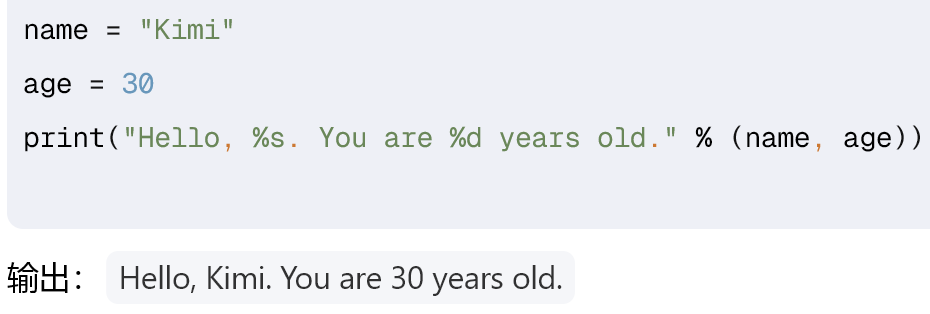 name = "Kimi"
age = 30
print("Hello, %s. You are %d years old." % (name, age))
输出： Hello, Kimi. You are 30 years old.